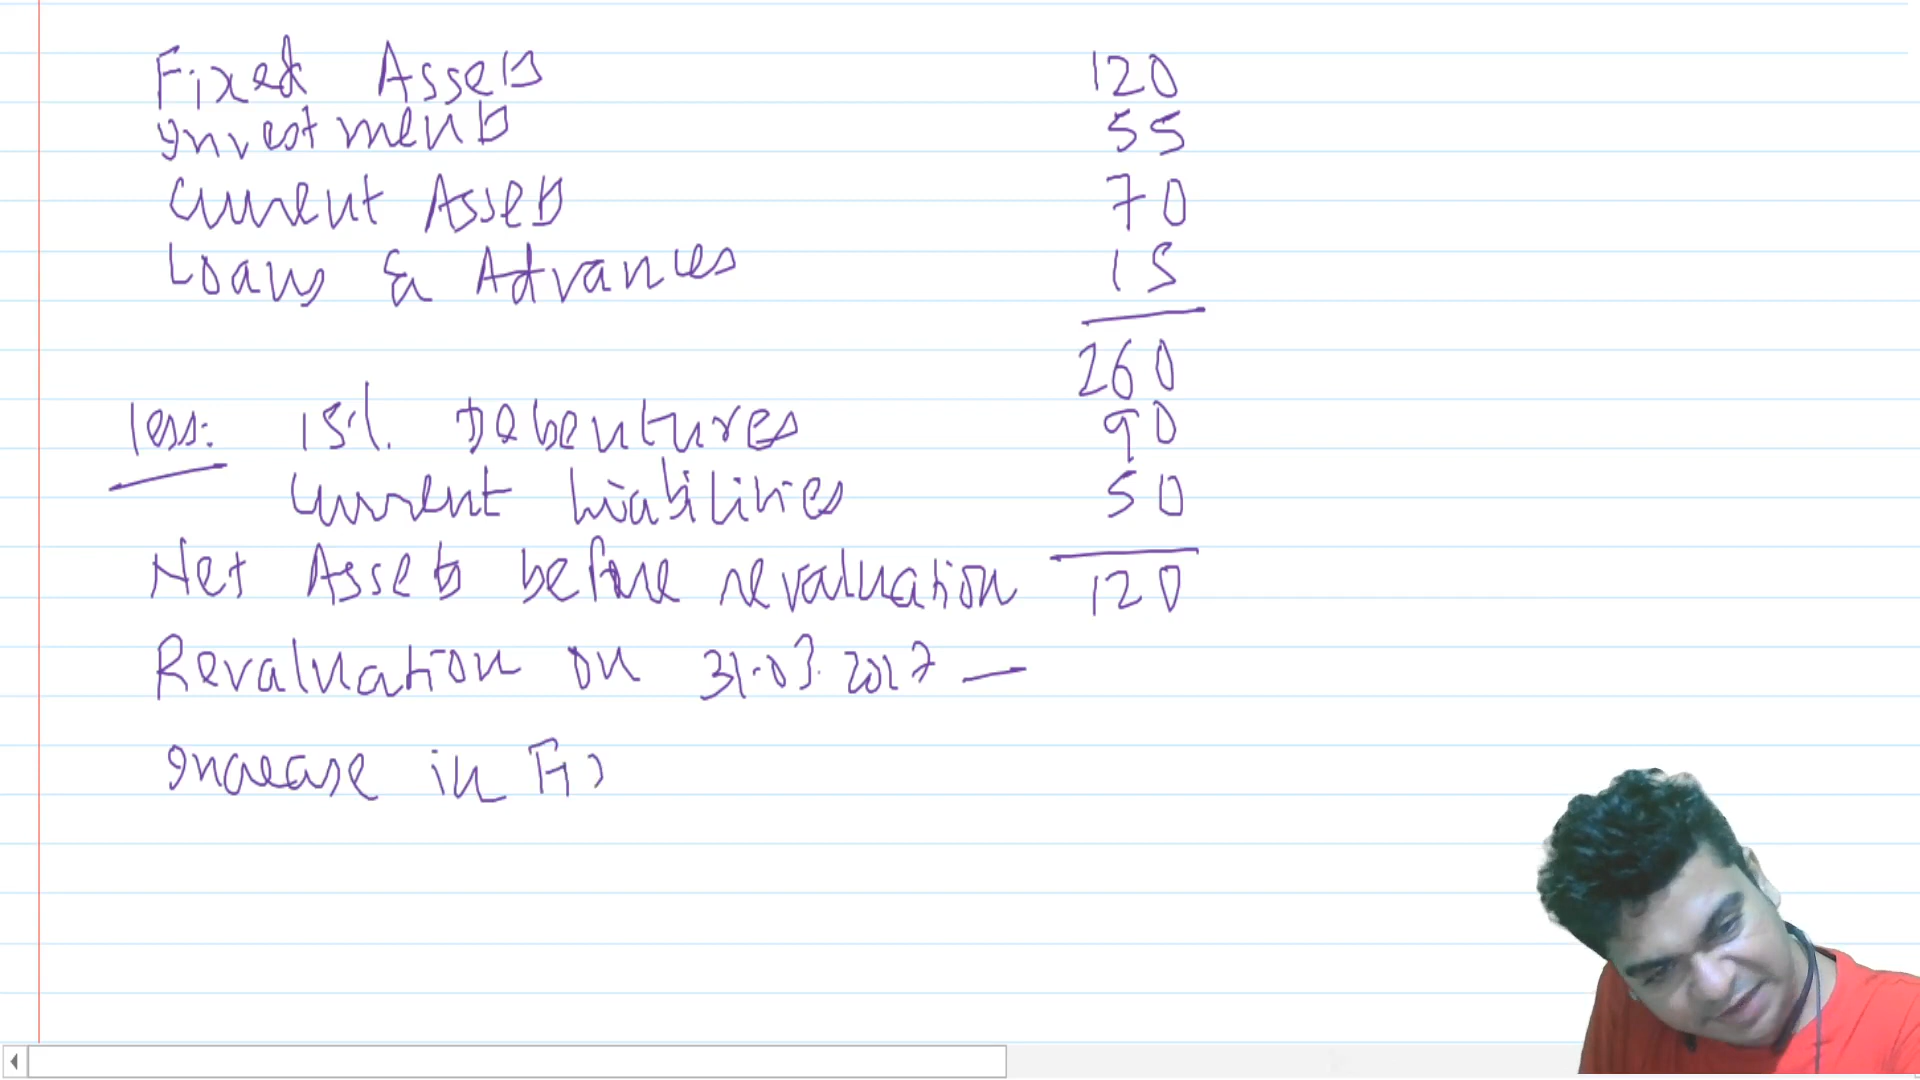 Fixed Assets 120
Investments 55
Current Assets 70
Loans & Advances 15
260
less: 15% Debentures 90
Current Liabilities 50
Net Assets before revaluation 120
Revaluation on 31.03.2017 —
Increase in Fi